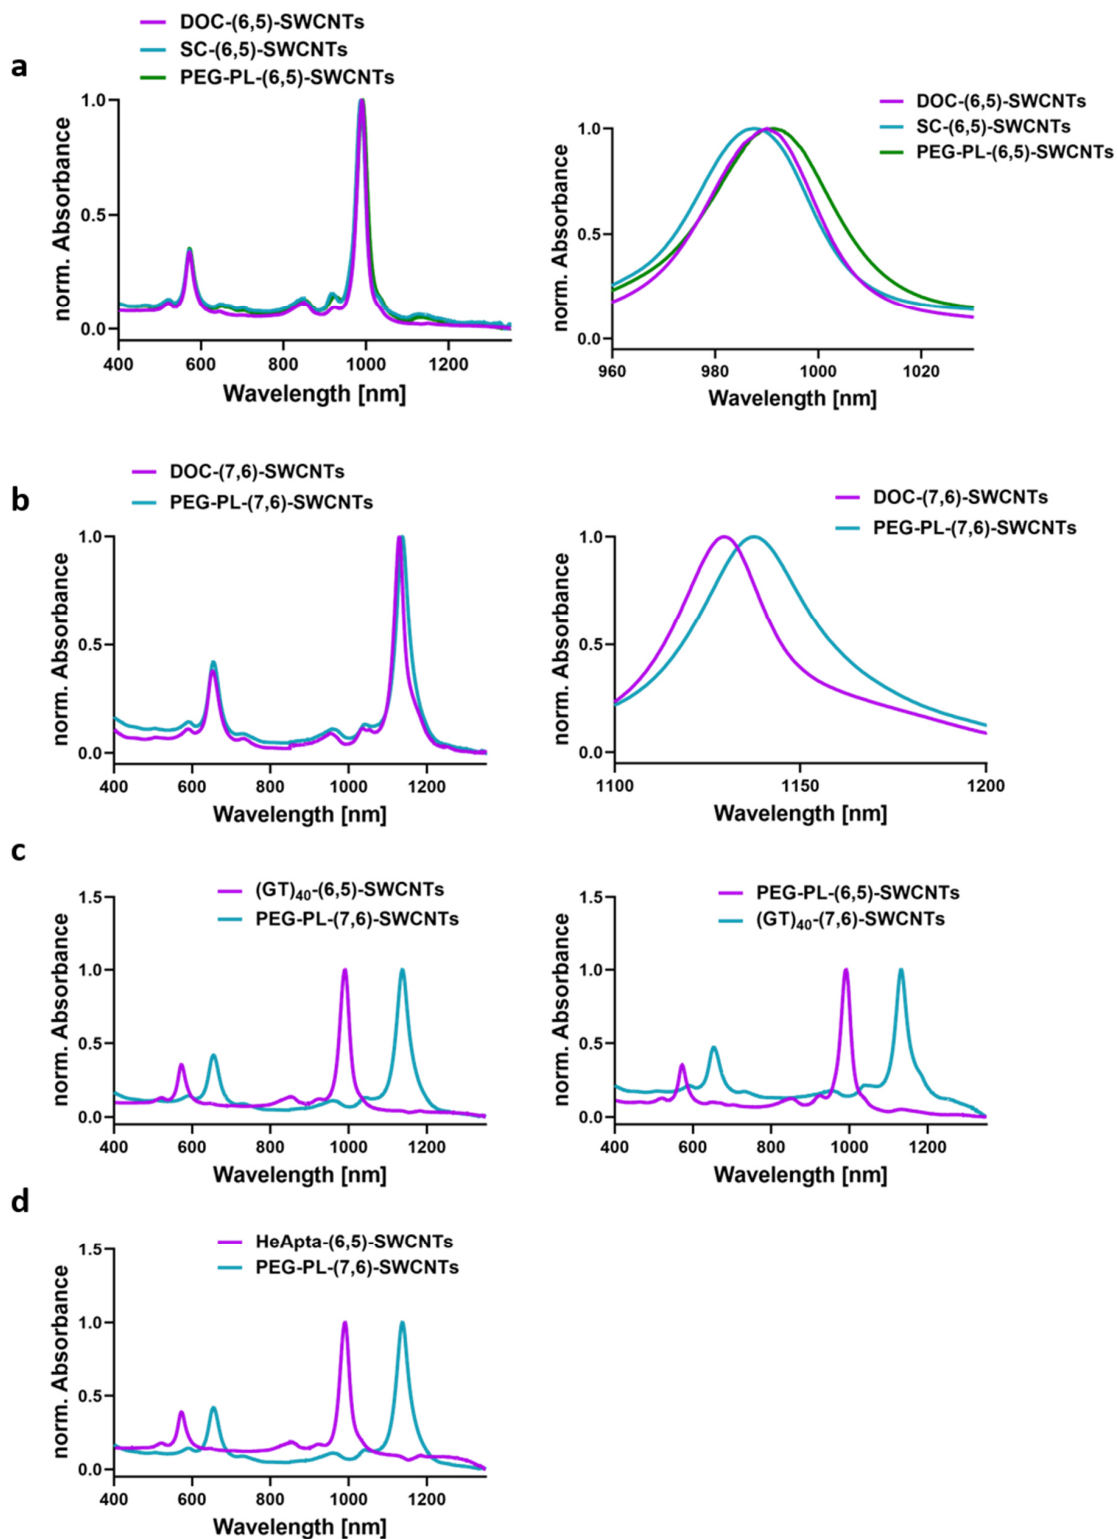 a
DOC-(6,5)-SWCNTs
SC-(6,5)-SWCNTs
PEG-PL-(6,5)-SWCNTs
norm. Absorbance
1.0
0.5
0.0
400 600 800 1000 1200
Wavelength [nm]
DOC-(6,5)-SWCNTs
SC-(6,5)-SWCNTs
PEG-PL-(6,5)-SWCNTs
norm. Absorbance
1.0
0.5
0.0
960 980 1000 1020
Wavelength [nm]
b
DOC-(7,6)-SWCNTs
PEG-PL-(7,6)-SWCNTs
norm. Absorbance
1.0
0.5
0.0
400 600 800 1000 1200
Wavelength [nm]
DOC-(7,6)-SWCNTs
PEG-PL-(7,6)-SWCNTs
norm. Absorbance
1.0
0.5
0.0
1100 1150 1200
Wavelength [nm]
c
(GT)₄₀-(6,5)-SWCNTs
PEG-PL-(7,6)-SWCNTs
norm. Absorbance
1.5
1.0
0.5
0.0
400 600 800 1000 1200
Wavelength [nm]
PEG-PL-(6,5)-SWCNTs
(GT)₄₀-(7,6)-SWCNTs
norm. Absorbance
1.5
1.0
0.5
0.0
400 600 800 1000 1200
Wavelength [nm]
d
HeApta-(6,5)-SWCNTs
PEG-PL-(7,6)-SWCNTs
norm. Absorbance
1.5
1.0
0.5
0.0
400 600 800 1000 1200
Wavelength [nm]